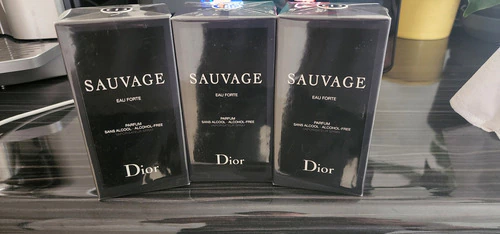 SAUVAGE
EAU FORTE
PARFUM
SANS ALCOOL - ALCOHOL-FREE
Dior
SAUVAGE
EAU FORTE
PARFUM
SANS ALCOOL - ALCOHOL-FREE
Dior
SAUVAGE
EAU FORTE
PARFUM
SANS ALCOOL - ALCOHOL-FREE
Dior